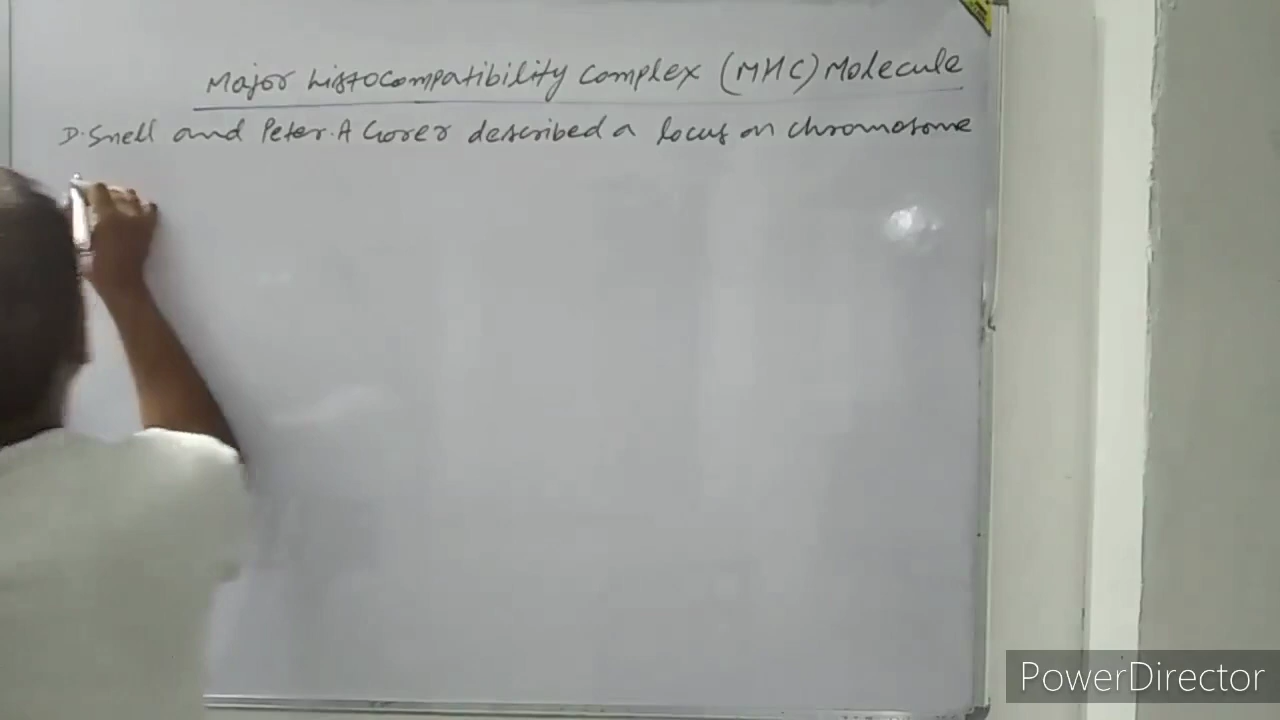 Major Histocompatibility Complex (MHC) Molecule
D. Snell and Peter. A Gorer described a locus on chromosome
PowerDirector